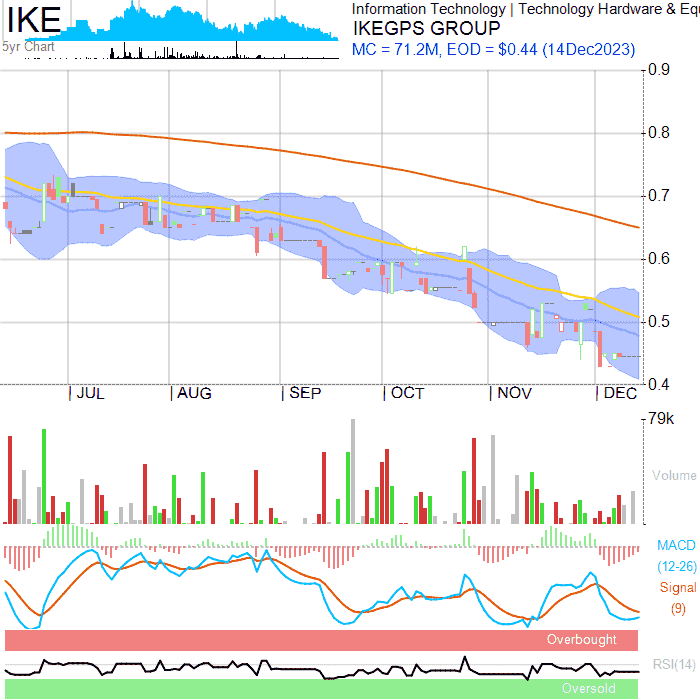 IKE
5yr Chart
Information Technology | Technology Hardware & Equ
IKEGPS GROUP
MC = 71.2M, EOD = $0.44 (14Dec2023)
0.9
0.8
0.7
0.6
0.5
0.4
| JUL | AUG | SEP | OCT | NOV | DEC
79k
Volume
MACD
(12-26)
Signal
(9)
Overbought
RSI(14)
Oversold